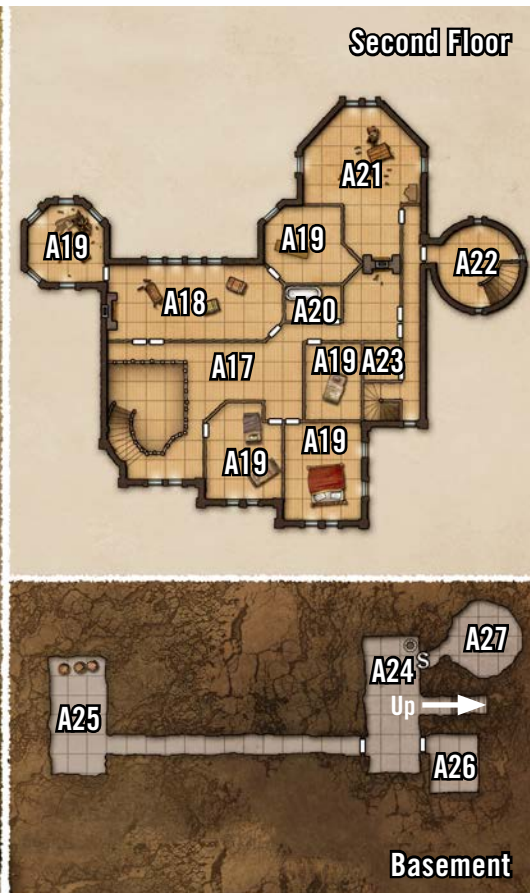 Second Floor
A21
A19
A19
A22
A18
A20
A17
A19
A23
A19
A19
A27
A24
S
Up
A25
A26
Basement